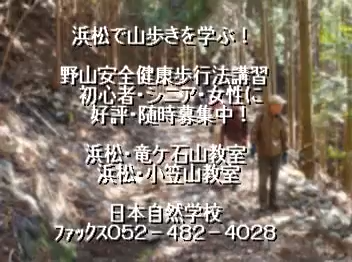 浜松で山歩きを学ぶ！
野山安全健康歩行法講習
初心者・シニア・女性に
好評・随時募集中！
浜松・竜ケ石山教室
浜松・小笠山教室
日本自然学校
ﾌｧｯｸｽ052－482－4028